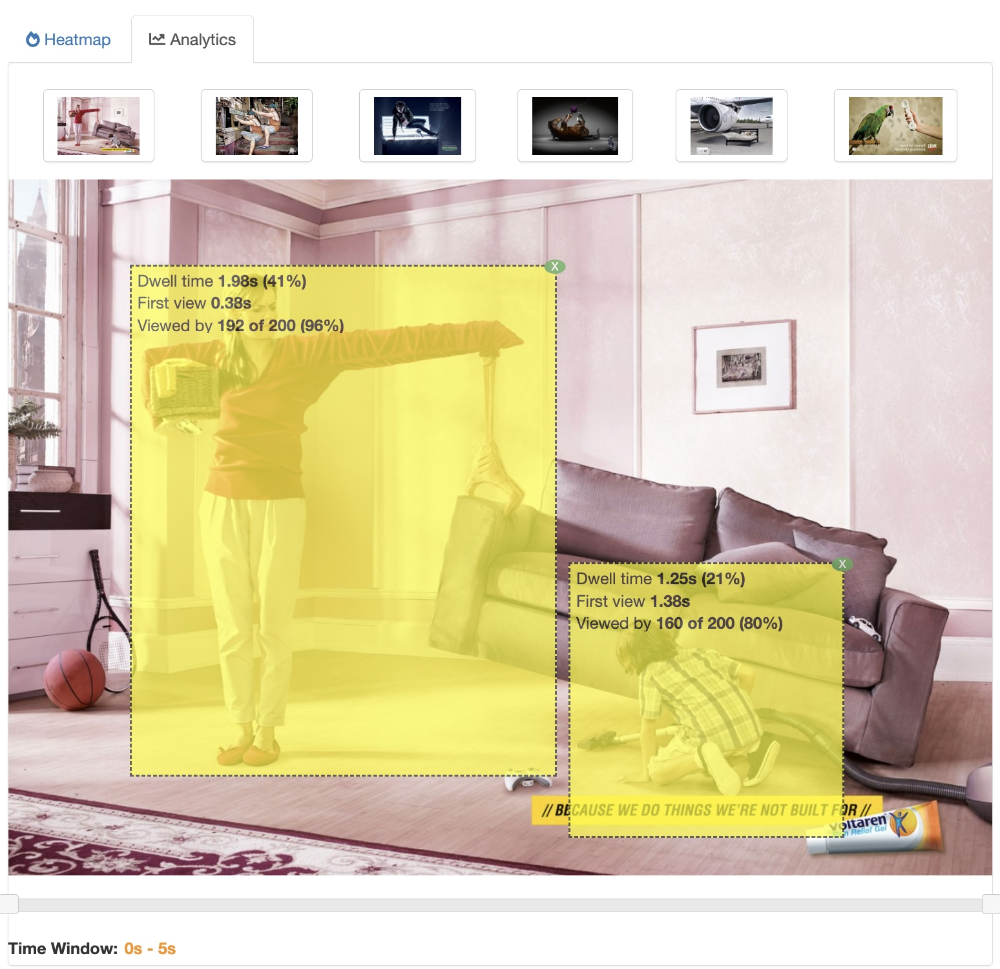 Heatmap
Analytics
Dwell time 1.98s (41%)
First view 0.38s
Viewed by 192 of 200 (96%)
X
Dwell time 1.25s (21%)
First view 1.38s
Viewed by 160 of 200 (80%)
X
// BECAUSE WE DO THINGS WE'RE NOT BUILT FOR //
Voltaren
Pain Relief Gel
Time Window: 0s - 5s